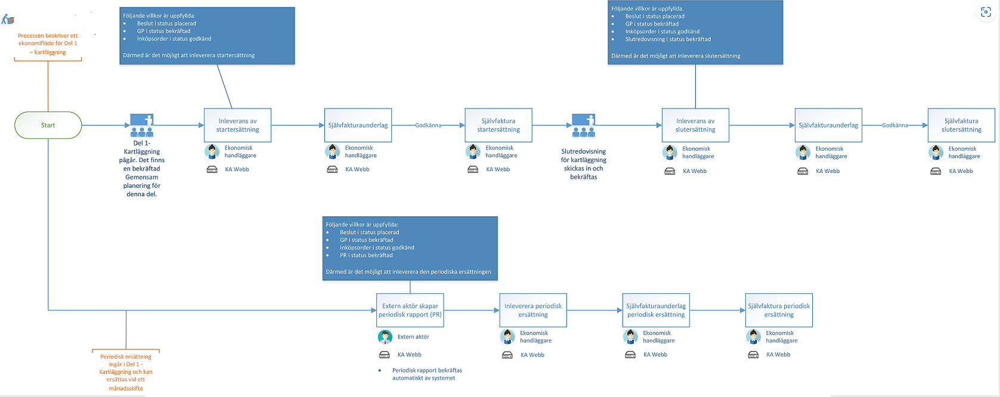 Processen beskriver ett
ekonomiflöde för Del 1
– kartläggning
Följande villkor är uppfyllda:
• Beslut i status placerad
• GP i status bekräftad
• Inköpsorder i status godkänd
Därmed är det möjligt att inleverera startersättning
Följande villkor är uppfyllda:
• Beslut i status placerad
• GP i status bekräftad
• Inköpsorder i status godkänd
• Slutredovisning i status bekräftad
Därmed är det möjligt att inleverera slutersättning
Start
Del 1-
Kartläggning
pågår. Det finns
en bekräftad
Gemensam
planering för
denna del.
Inleverans av
startersättning
Ekonomisk
handläggare
KA Webb
Självfakturaunderlag
Ekonomisk
handläggare
KA Webb
Godkänna
Självfaktura
startersättning
Ekonomisk
handläggare
KA Webb
Slutredovisning
för kartläggning
skickas in och
bekräftas
Inleverans av
slutersättning
Ekonomisk
handläggare
KA Webb
Självfakturaunderlag
Ekonomisk
handläggare
KA Webb
Godkänna
Självfaktura
slutersättning
Ekonomisk
handläggare
KA Webb
Följande villkor är uppfyllda:
• Beslut i status placerad
• GP i status bekräftad
• Inköpsorder i status godkänd
• PR i status bekräftad
Därmed är det möjligt att inleverera den periodiska ersättningen
Extern aktör skapar
periodisk rapport (PR)
Extern aktör
KA Webb
• Periodisk rapport bekräftas
automatiskt av systemet
Inleverera periodisk
ersättning
Ekonomisk
handläggare
KA Webb
Självfakturaunderlag
periodisk ersättning
Ekonomisk
handläggare
KA Webb
Självfaktura periodisk
ersättning
Ekonomisk
handläggare
KA Webb
Periodisk ersättning
ingår i Del 1 -
Kartläggning och kan
ersättas vid ett
månadsskifte